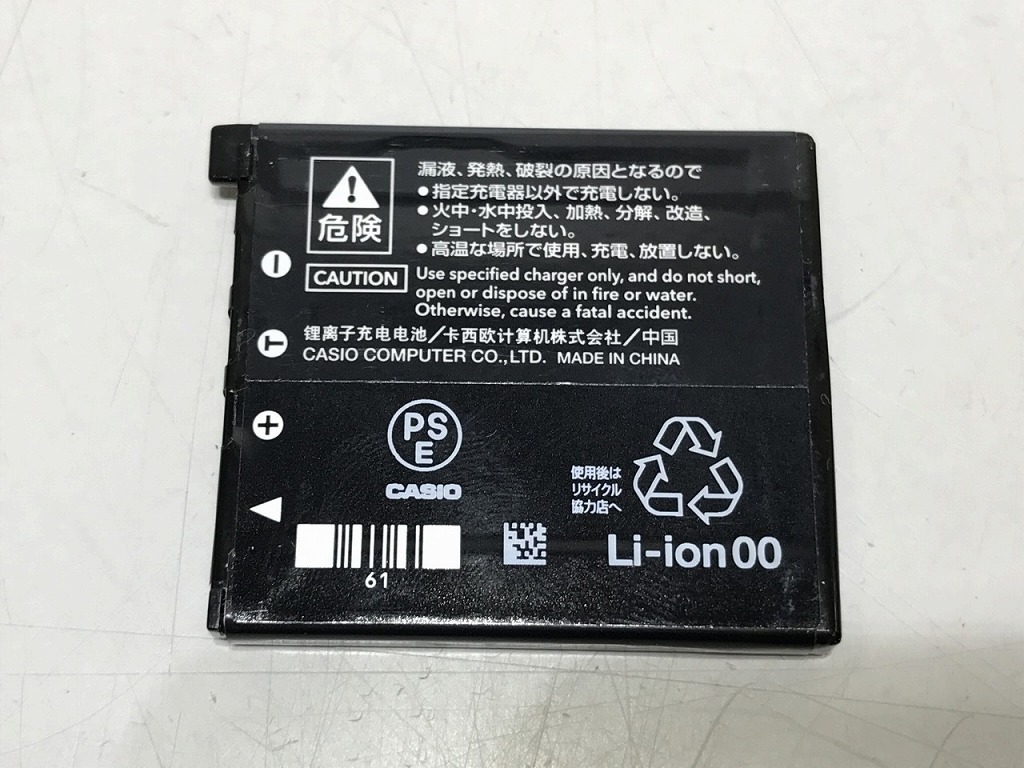 漏液、発熱、破裂の原因となるので
●指定充電器以外で充電しない。
●火中・水中投入、加熱、分解、改造、
ショートをしない。
●高温な場所で使用、充電、放置しない。
危険
CAUTION
Use specified charger only, and do not short,
open or dispose of in fire or water.
Otherwise, cause a fatal accident.
锂离子充电电池／卡西欧计算机株式会社／中国
CASIO COMPUTER CO.,LTD. MADE IN CHINA
T
PS
E
CASIO
使用後は
リサイクル
協力店へ
61
Li-ion 00